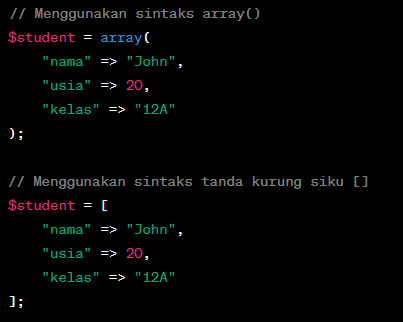 // Menggunakan sintaks array()
$student = array(
    "nama" => "John",
    "usia" => 20,
    "kelas" => "12A"
);

// Menggunakan sintaks tanda kurung siku []
$student = [
    "nama" => "John",
    "usia" => 20,
    "kelas" => "12A"
];